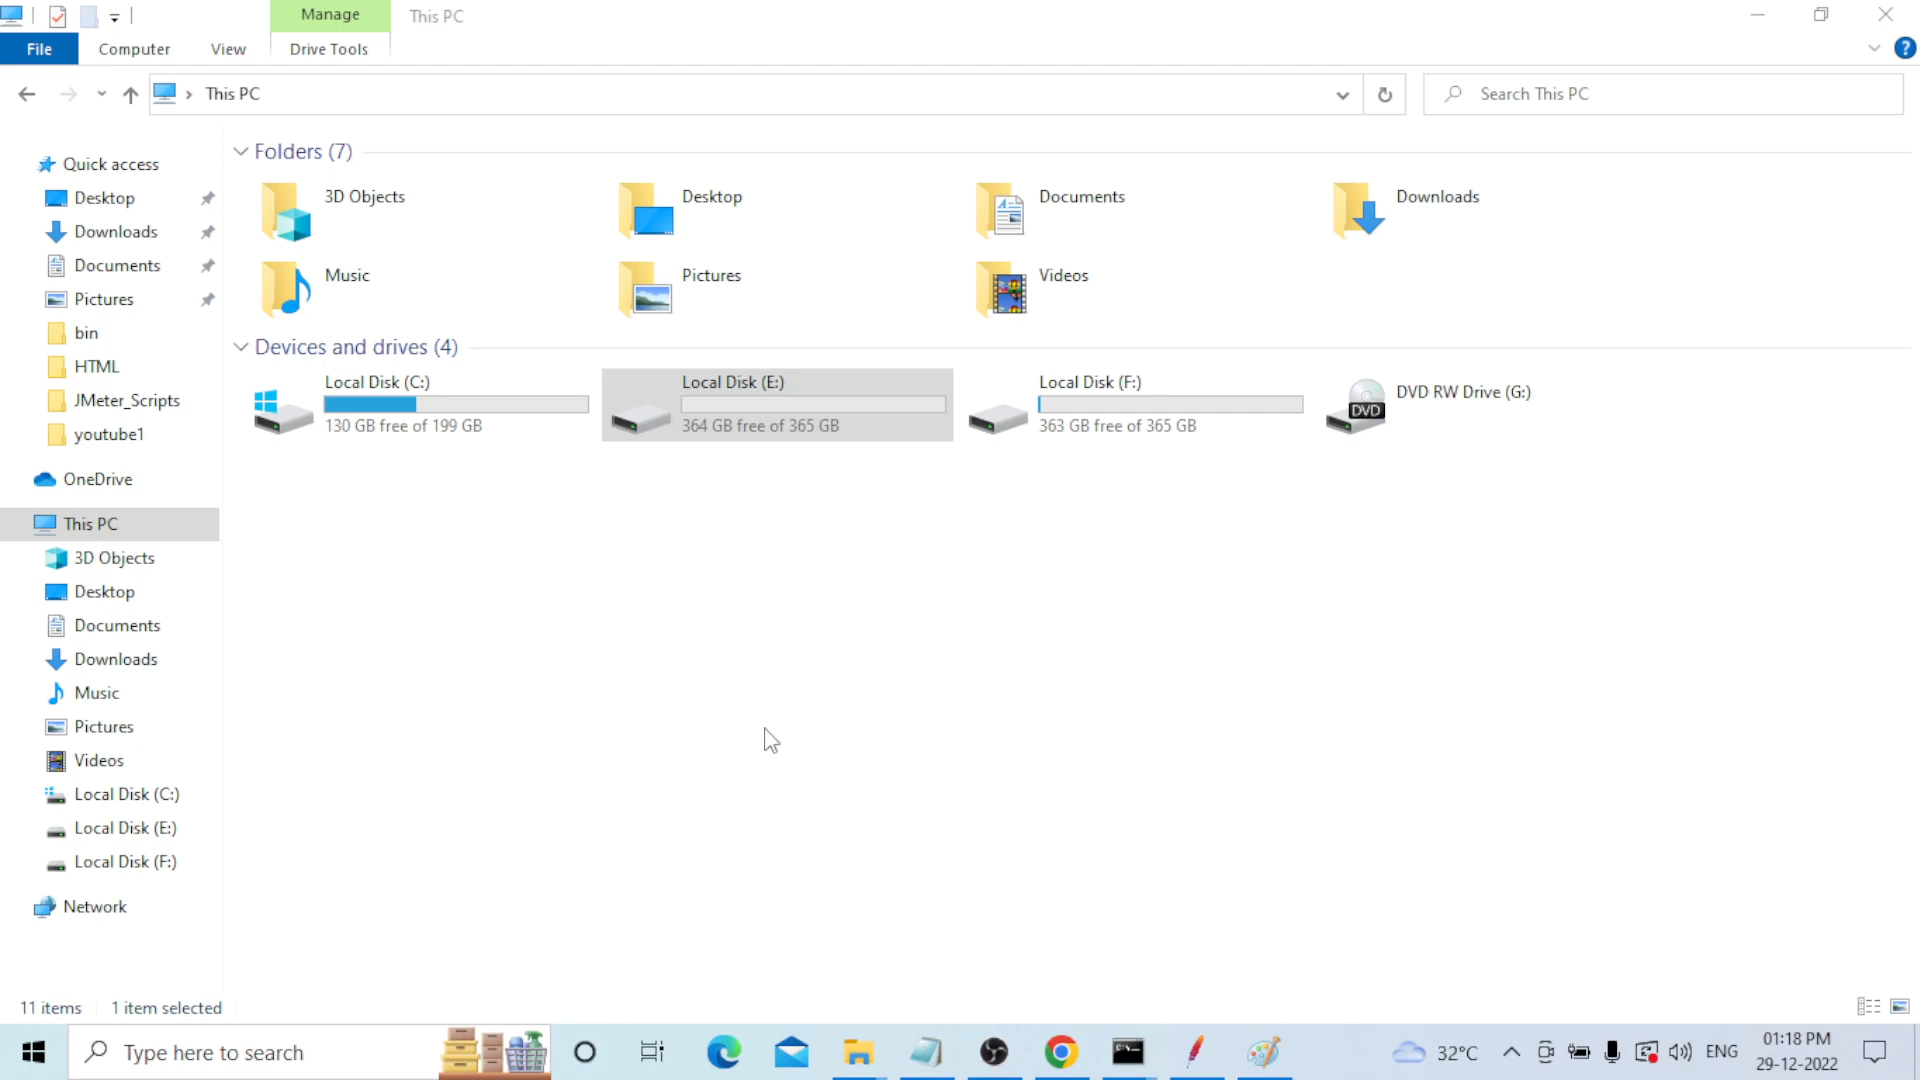 Manage
This PC
File
Computer
View
Drive Tools
This PC
Search This PC
Quick access
Desktop
Downloads
Documents
Pictures
bin
HTML
JMeter_Scripts
youtube1
OneDrive
This PC
3D Objects
Desktop
Documents
Downloads
Music
Pictures
Videos
Local Disk (C:)
Local Disk (E:)
Local Disk (F:)
Network
Folders (7)
3D Objects
Desktop
Documents
Downloads
Music
Pictures
Videos
Devices and drives (4)
Local Disk (C:)
130 GB free of 199 GB
Local Disk (E:)
364 GB free of 365 GB
Local Disk (F:)
363 GB free of 365 GB
DVD
DVD RW Drive (G:)
11 items
1 item selected
Type here to search
32°C
ENG
01:18 PM
29-12-2022